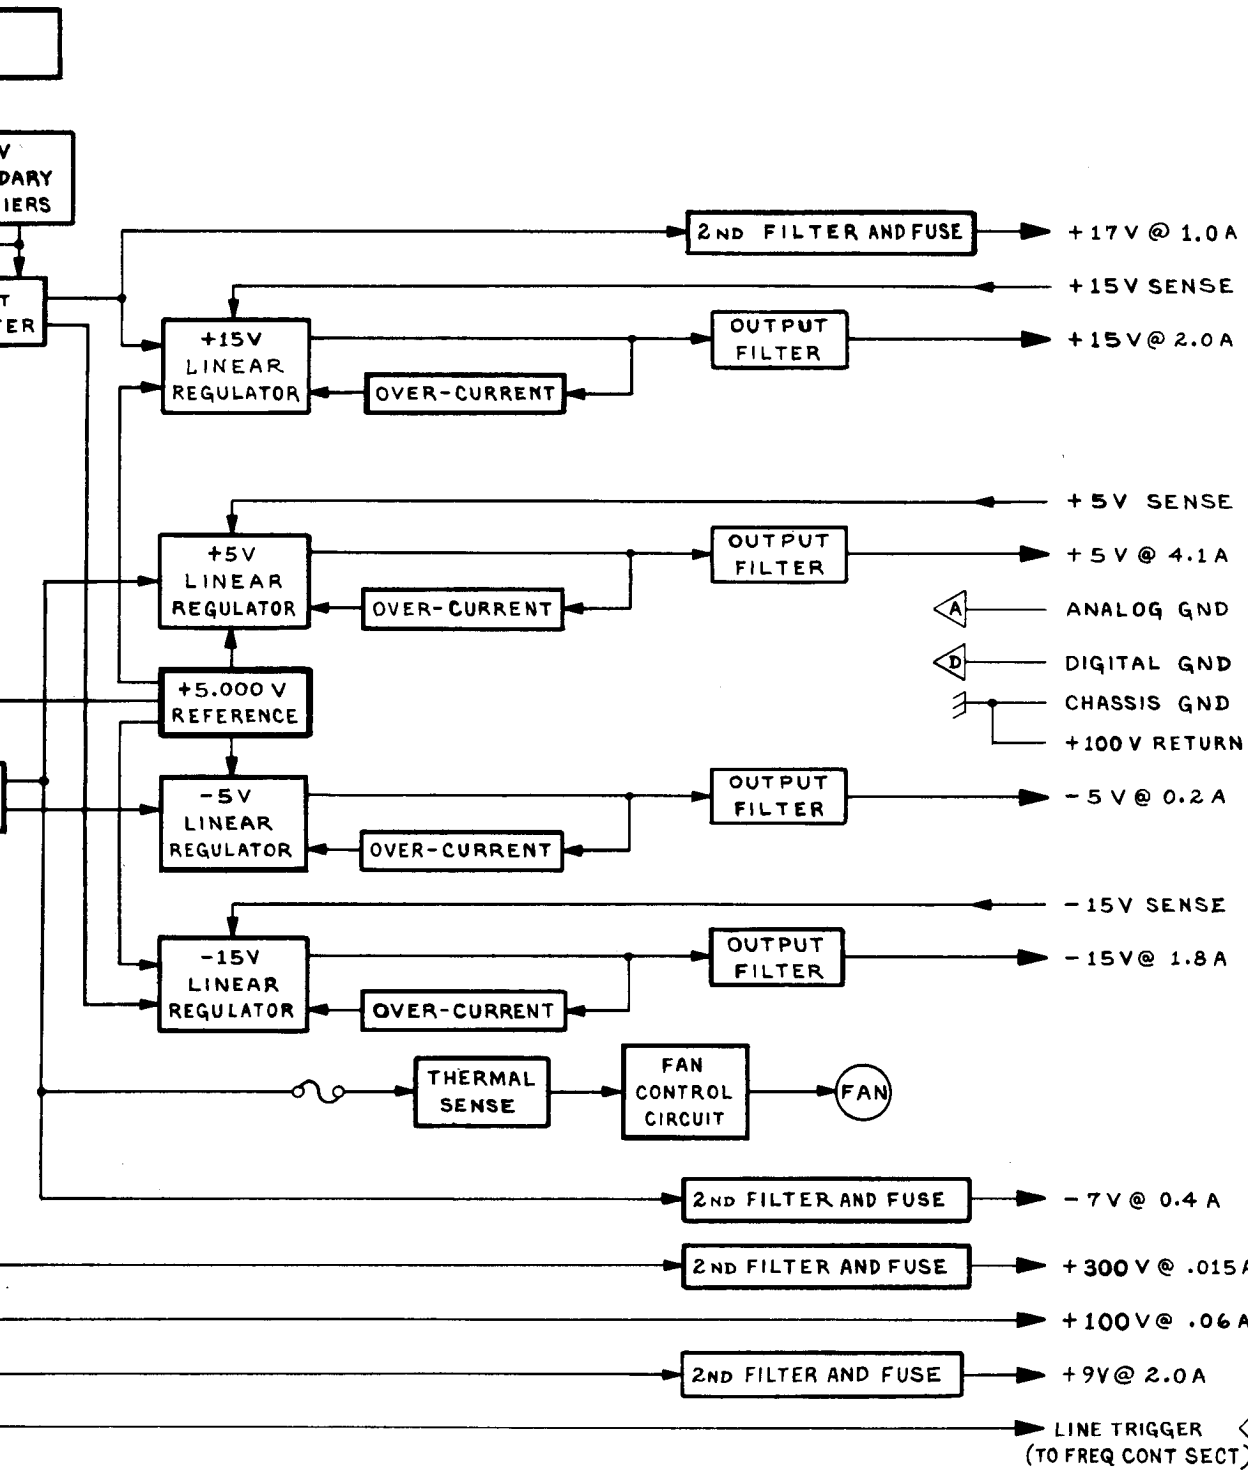 V
DARY
IERS
2ND FILTER AND FUSE
+17V @ 1.0A
T
TER
+15V SENSE
+15V
LINEAR
REGULATOR
OUTPUT
FILTER
+15V @ 2.0A
OVER-CURRENT
+5V SENSE
+5V
LINEAR
REGULATOR
OUTPUT
FILTER
+5V @ 4.1A
OVER-CURRENT
A
ANALOG GND
D
DIGITAL GND
+5.000 V
REFERENCE
CHASSIS GND
+100V RETURN
-5V
LINEAR
REGULATOR
OUTPUT
FILTER
-5V @ 0.2A
OVER-CURRENT
-15V SENSE
-15V
LINEAR
REGULATOR
OUTPUT
FILTER
-15V @ 1.8A
OVER-CURRENT
THERMAL
SENSE
FAN
CONTROL
CIRCUIT
FAN
2ND FILTER AND FUSE
-7V @ 0.4A
2ND FILTER AND FUSE
+300V @ .015A
+100V @ .06A
2ND FILTER AND FUSE
+9V @ 2.0A
LINE TRIGGER
(TO FREQ CONT SECT)